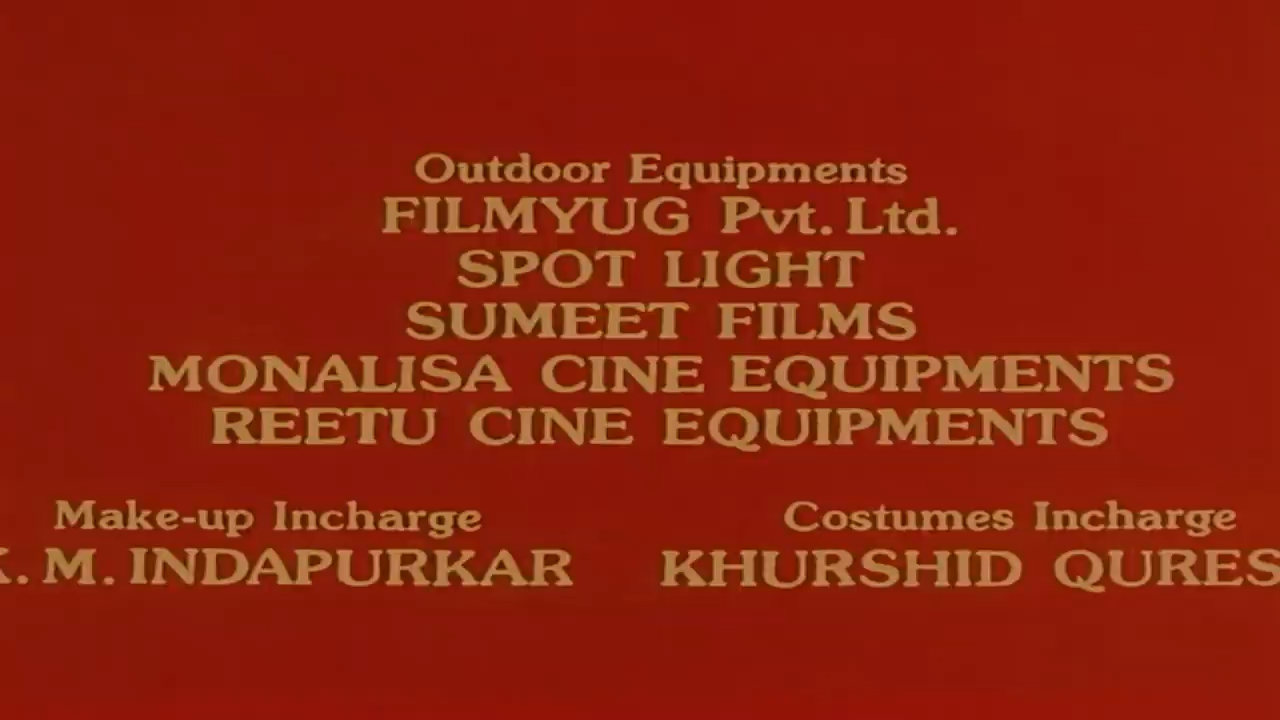 Outdoor Equipments
FILMYUG Pvt. Ltd.
SPOT LIGHT
SUMEET FILMS
MONALISA CINE EQUIPMENTS
REETU CINE EQUIPMENTS
Make-up Incharge
M. INDAPURKAR
Costumes Incharge
KHURSHID